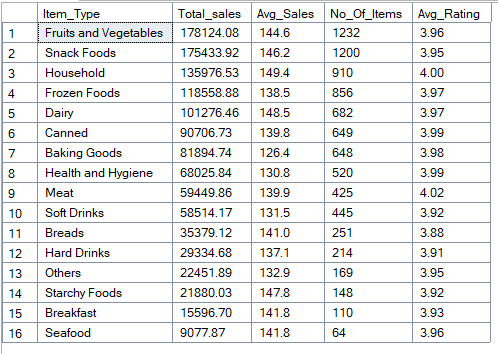 Item_Type Total_sales Avg_Sales No_Of_Items Avg_Rating
1 Fruits and Vegetables 178124.08 144.6 1232 3.96
2 Snack Foods 175433.92 146.2 1200 3.95
3 Household 135976.53 149.4 910 4.00
4 Frozen Foods 118558.88 138.5 856 3.97
5 Dairy 101276.46 148.5 682 3.97
6 Canned 90706.73 139.8 649 3.99
7 Baking Goods 81894.74 126.4 648 3.98
8 Health and Hygiene 68025.84 130.8 520 3.99
9 Meat 59449.86 139.9 425 4.02
10 Soft Drinks 58514.17 131.5 445 3.92
11 Breads 35379.12 141.0 251 3.88
12 Hard Drinks 29334.68 137.1 214 3.91
13 Others 22451.89 132.9 169 3.95
14 Starchy Foods 21880.03 147.8 148 3.92
15 Breakfast 15596.70 141.8 110 3.93
16 Seafood 9077.87 141.8 64 3.96